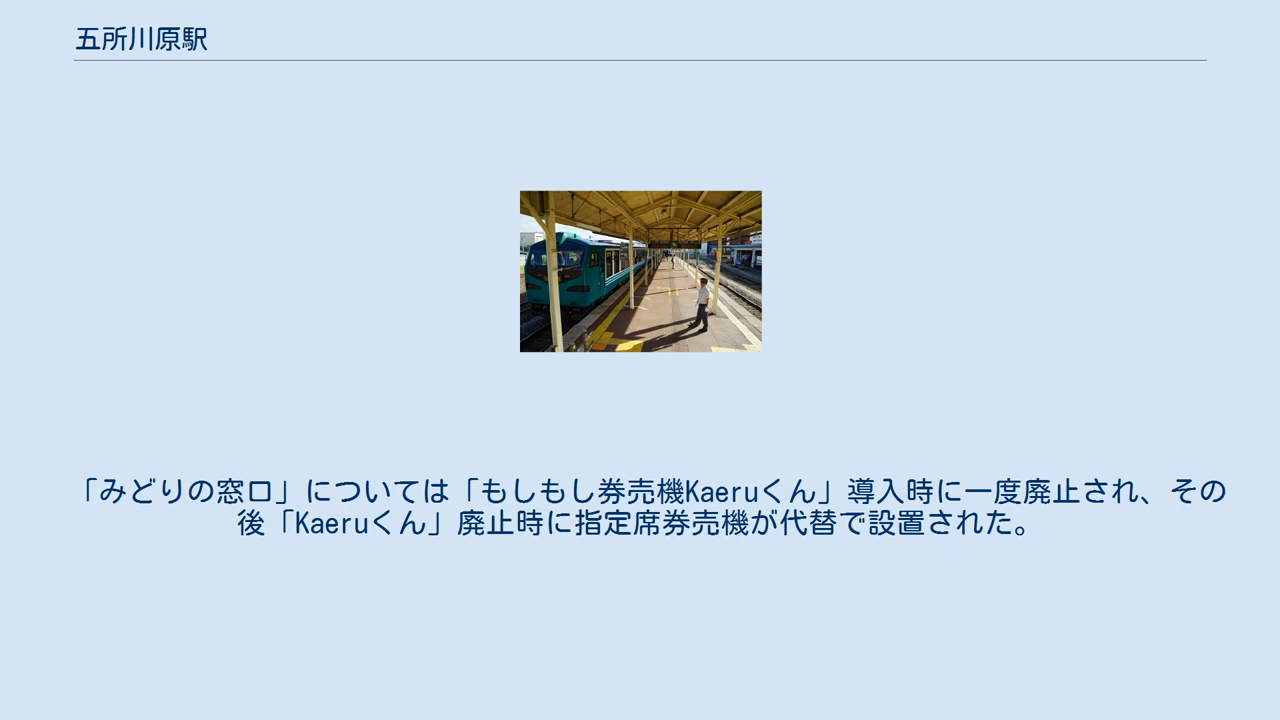 五所川原駅
「みどりの窓口」については「もしもし券売機Kaeruくん」導入時に一度廃止され、その
後「Kaeruくん」廃止時に指定席券売機が代替で設置された。